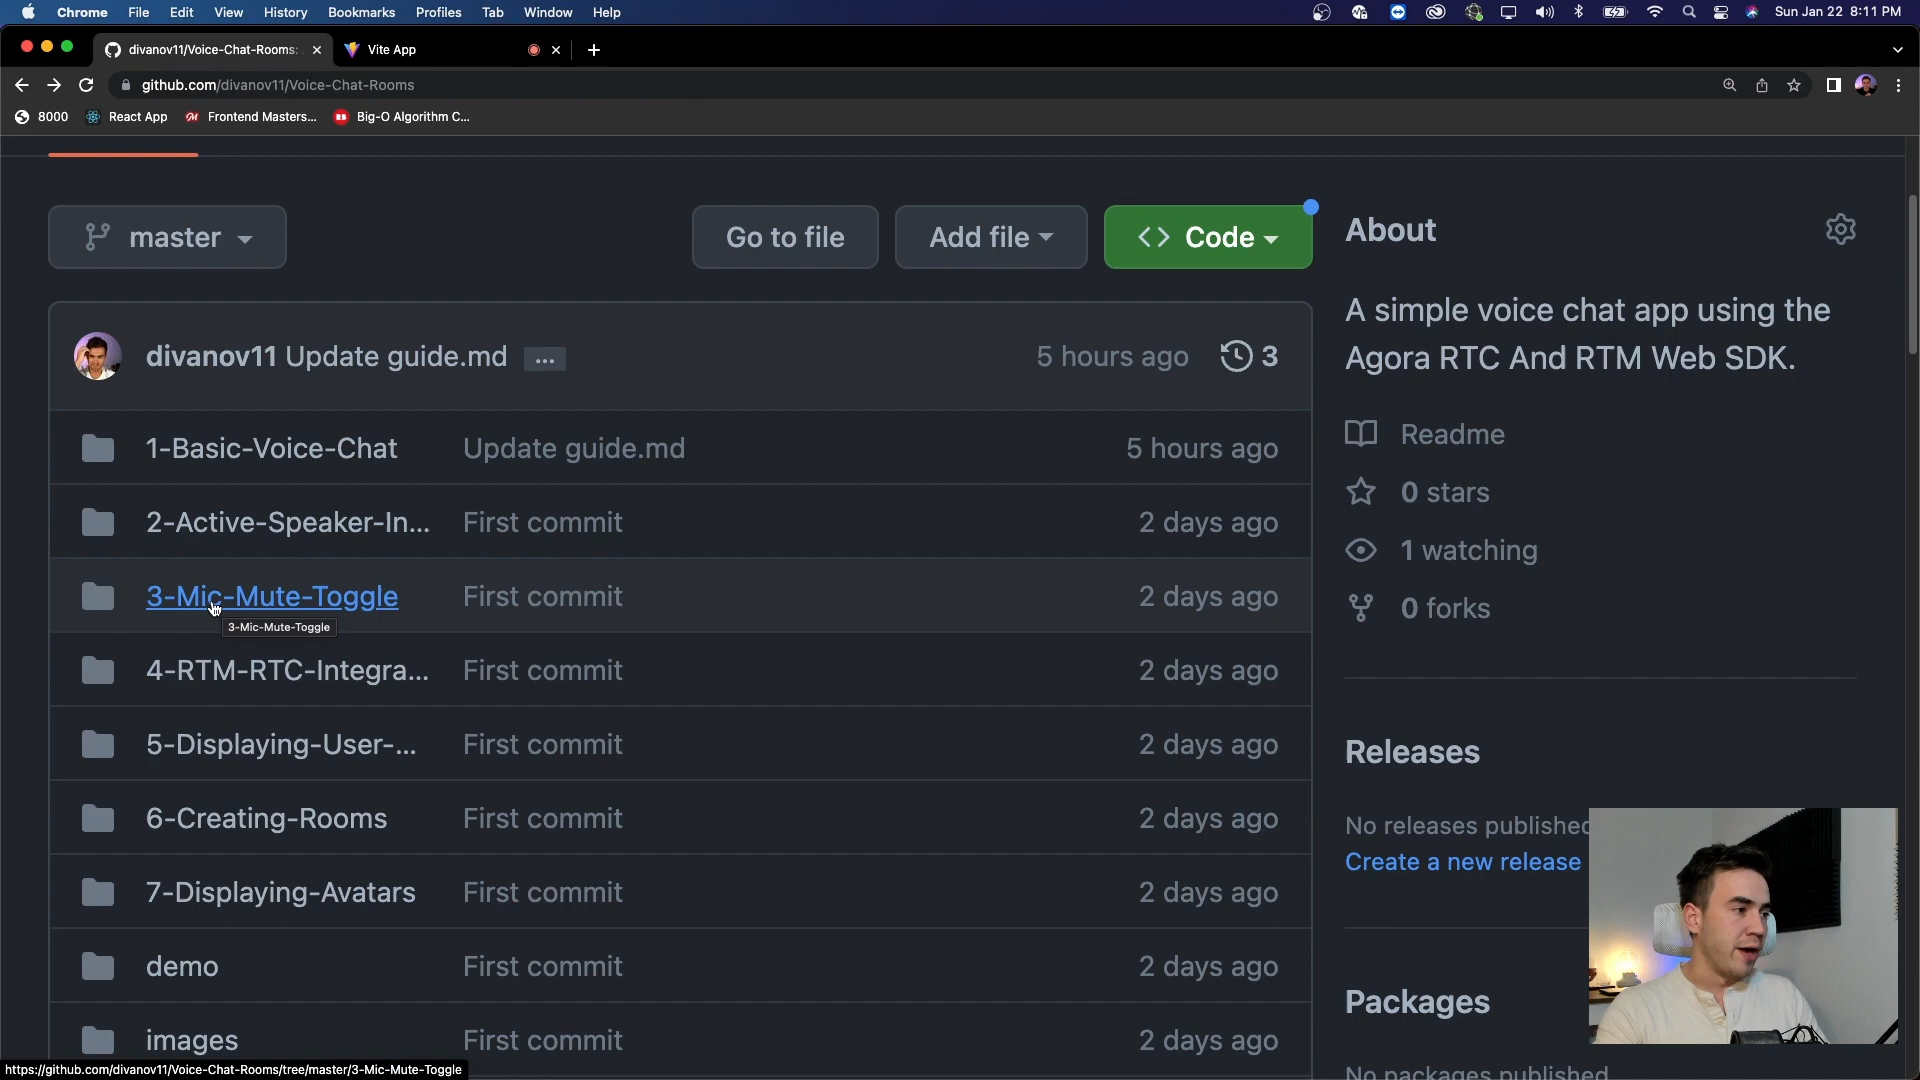 Chrome File Edit View History Bookmarks Profiles Tab Window Help Sun Jan 22 8:11 PM
divanov11/Voice-Chat-Rooms: Vite App
github.com/divanov11/Voice-Chat-Rooms
8000 React App Frontend Masters... Big-O Algorithm C...
master Go to file Add file <> Code
divanov11 Update guide.md ... 5 hours ago 3
1-Basic-Voice-Chat Update guide.md 5 hours ago
2-Active-Speaker-In... First commit 2 days ago
3-Mic-Mute-Toggle First commit 2 days ago
3-Mic-Mute-Toggle
4-RTM-RTC-Integra... First commit 2 days ago
5-Displaying-User-... First commit 2 days ago
6-Creating-Rooms First commit 2 days ago
7-Displaying-Avatars First commit 2 days ago
demo First commit 2 days ago
images First commit 2 days ago
About
A simple voice chat app using the
Agora RTC And RTM Web SDK.
Readme
0 stars
1 watching
0 forks
Releases
No releases published
Create a new release
Packages
No packages published
https://github.com/divanov11/Voice-Chat-Rooms/tree/master/3-Mic-Mute-Toggle